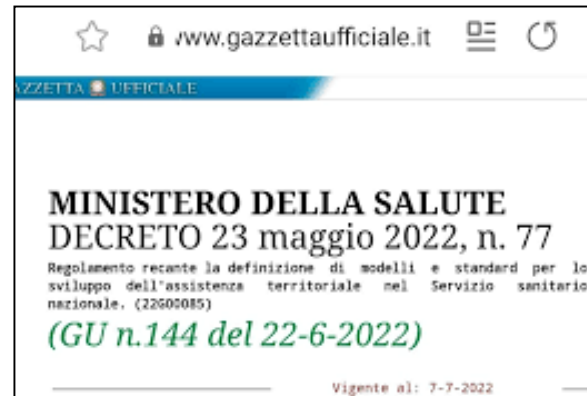 www.gazzettaufficiale.it
AZZETTA UFFICIALE
MINISTERO DELLA SALUTE
DECRETO 23 maggio 2022, n. 77
Regolamento recante la definizione di modelli e standard per lo
sviluppo dell'assistenza territoriale nel Servizio sanitario
nazionale. (22G00085)
(GU n.144 del 22-6-2022)
Vigente al: 7-7-2022